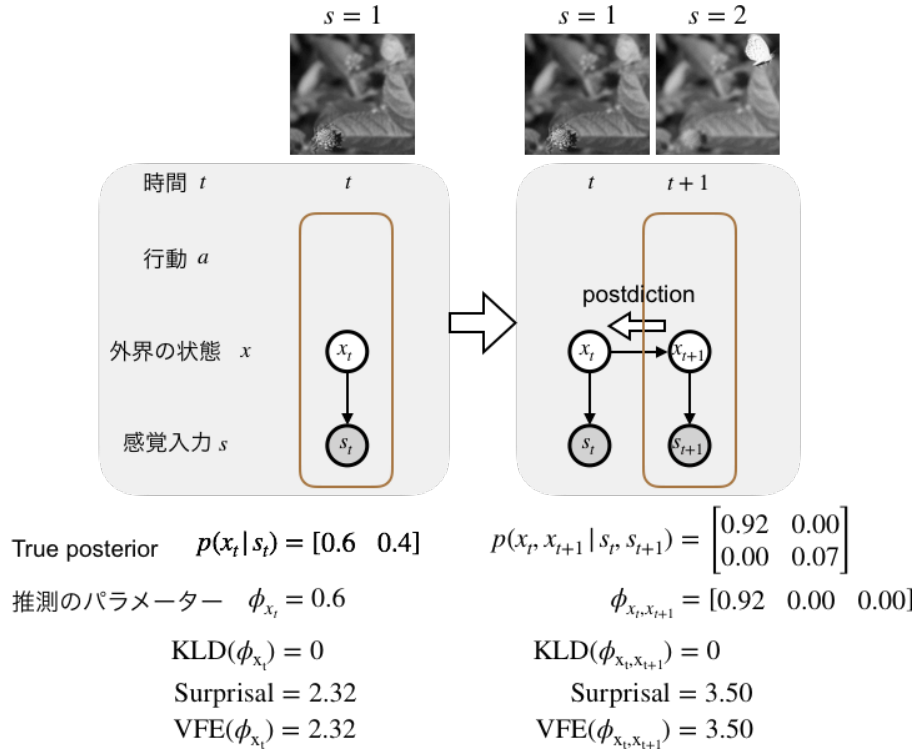 s = 1
s = 1 s = 2
時間 t t t t + 1
行動 a
postdiction
外界の状態 x x_t x_t x_{t+1}
感覚入力 s s_t s_t s_{t+1}
True posterior p(x_t | s_t) = [0.6 0.4] p(x_t, x_{t+1} | s_t, s_{t+1}) = [0.92 0.00
0.00 0.07]
推測のパラメーター ϕ_{x_t} = 0.6 ϕ_{x_t, x_{t+1}} = [0.92 0.00 0.00]
KLD(ϕ_{x_t}) = 0 KLD(ϕ_{x_t, x_{t+1}}) = 0
Surprisal = 2.32 Surprisal = 3.50
VFE(ϕ_{x_t}) = 2.32 VFE(ϕ_{x_t, x_{t+1}}) = 3.50